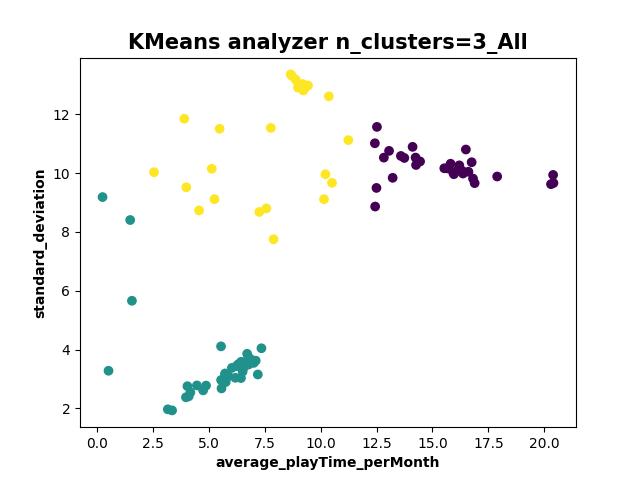 KMeans analyzer n_clusters=3_All
12
10
8
6
4
2
standard_deviation
0.0 2.5 5.0 7.5 10.0 12.5 15.0 17.5 20.0
average_playTime_perMonth